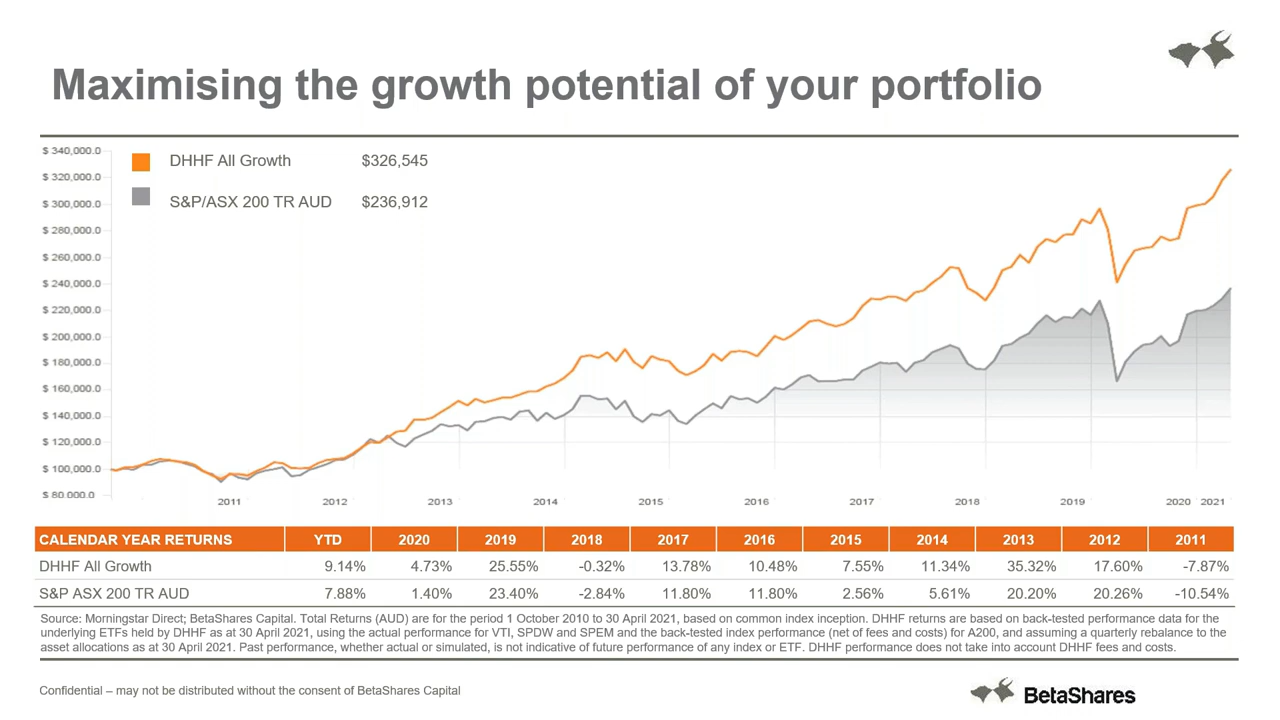 Maximising the growth potential of your portfolio
$ 340,000.0
$ 320,000.0
$ 300,000.0
$ 280,000.0
$ 260,000.0
$ 240,000.0
$ 220,000.0
$ 200,000.0
$ 180,000.0
$ 160,000.0
$ 140,000.0
$ 120,000.0
$ 100,000.0
$ 80,000.0
DHHF All Growth $326,545
S&P/ASX 200 TR AUD $236,912
2011 2012 2013 2014 2015 2016 2017 2018 2019 2020 2021
CALENDAR YEAR RETURNS YTD 2020 2019 2018 2017 2016 2015 2014 2013 2012 2011
DHHF All Growth 9.14% 4.73% 25.55% -0.32% 13.78% 10.48% 7.55% 11.34% 35.32% 17.60% -7.87%
S&P ASX 200 TR AUD 7.88% 1.40% 23.40% -2.84% 11.80% 11.80% 2.56% 5.61% 20.20% 20.26% -10.54%
Source: Morningstar Direct; BetaShares Capital. Total Returns (AUD) are for the period 1 October 2010 to 30 April 2021, based on common index inception. DHHF returns are based on back-tested performance data for the
underlying ETFs held by DHHF as at 30 April 2021, using the actual performance for VTI, SPDW and SPEM and the back-tested index performance (net of fees and costs) for A200, and assuming a quarterly rebalance to the
asset allocations as at 30 April 2021. Past performance, whether actual or simulated, is not indicative of future performance of any index or ETF. DHHF performance does not take into account DHHF fees and costs.
Confidential – may not be distributed without the consent of BetaShares Capital
BetaShares